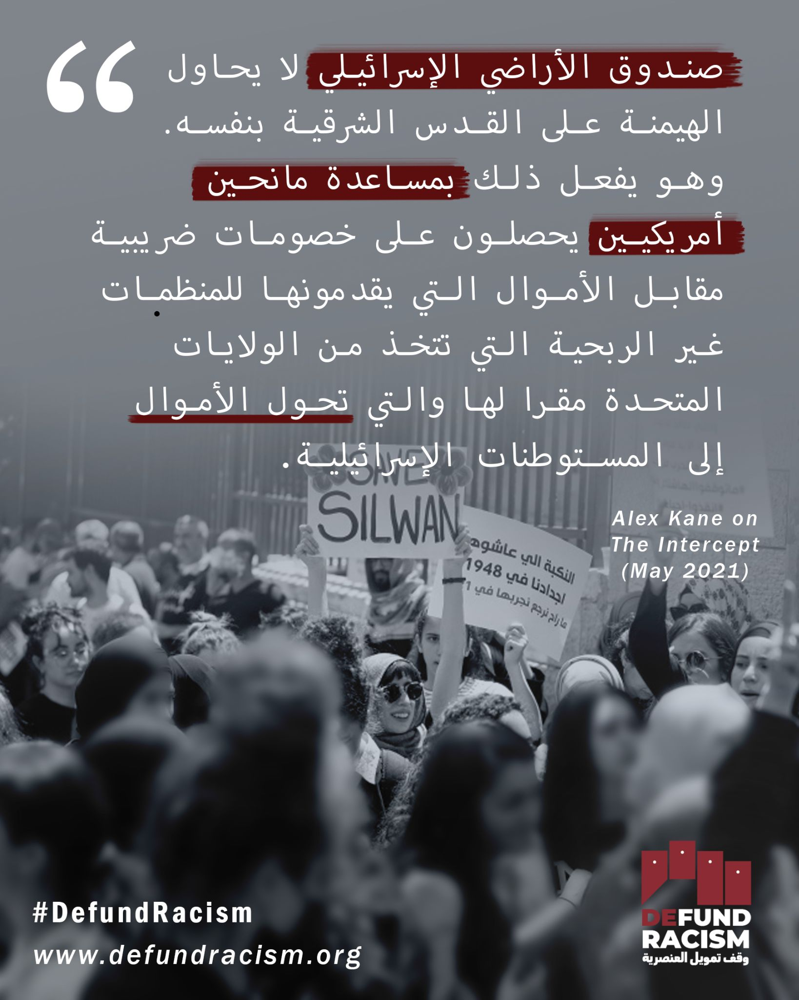 صندوق الأراضي الإسرائيلي لا يحاول
الهيمنة على القدس الشرقية بنفسه.
وهو يفعل ذلك بمساعدة مانحين
أمريكيين يحصلون على خصومات ضريبية
مقابل الأموال التي يقدمونها للمنظمات
غير الربحية التي تتخذ من الولايات
المتحدة مقرا لها والتي تحول الأموال
إلى المستوطنات الإسرائيلية.
SAVE
SILWAN
النكبة الي عاشوها
اجدادنا في 1948
ما راح نرجع نجربها في
Alex Kane on
The Intercept
(May 2021)
#DefundRacism
www.defundracism.org
DEFUND
RACISM
وقف تمويل العنصرية